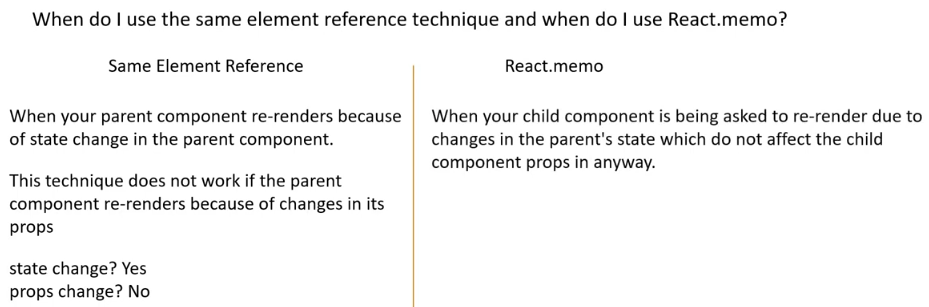 When do I use the same element reference technique and when do I use React.memo?
Same Element Reference
When your parent component re-renders because
of state change in the parent component.
This technique does not work if the parent
component re-renders because of changes in its
props
state change? Yes
props change? No
React.memo
When your child component is being asked to re-render due to
changes in the parent's state which do not affect the child
component props in anyway.